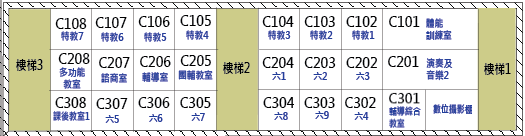 C108 C107 C106 C105 C104 C103 C102 C101 體能
特教7 特教6 特教5 特教4 特教3 特教2 特教1 訓練室
樓梯3 C208 C207 C206 C205 樓梯2 C204 C202 C202 C201 演奏及 樓梯1
多功能 諮商室 輔導室 團輔教室 六1 六2 六3 音樂2
教室
C308 C307 C306 C305 C304 C303 C302 C301 數位攝影棚
課後教室1 六5 六6 六7 六8 六9 六4 輔導綜合
教室